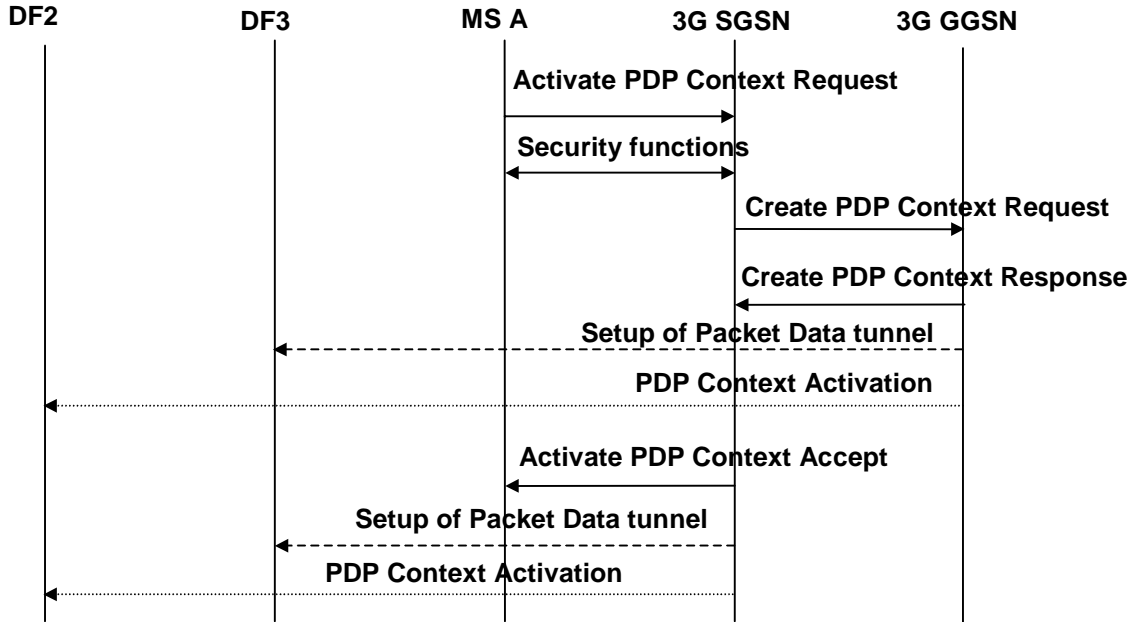 DF2
DF3
MS A
3G SGSN
3G GGSN
Activate PDP Context Request
Security functions
Create PDP Context Request
Create PDP Context Response
Setup of Packet Data tunnel
PDP Context Activation
Activate PDP Context Accept
Setup of Packet Data tunnel
PDP Context Activation